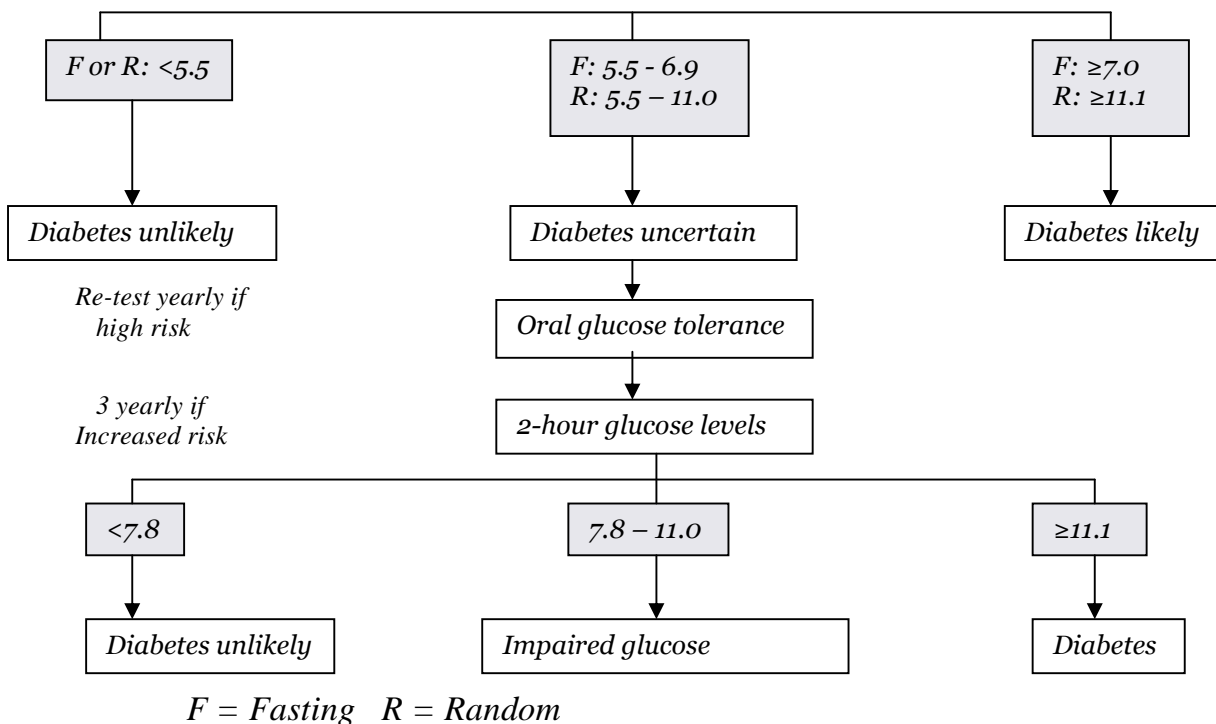 F or R: <5.5
F: 5.5 - 6.9
R: 5.5 – 11.0
F: ≥7.0
R: ≥11.1
Diabetes unlikely
Diabetes uncertain
Diabetes likely
Re-test yearly if
high risk
Oral glucose tolerance
3 yearly if
Increased risk
2-hour glucose levels
<7.8
7.8 – 11.0
≥11.1
Diabetes unlikely
Impaired glucose
Diabetes
F = Fasting   R = Random